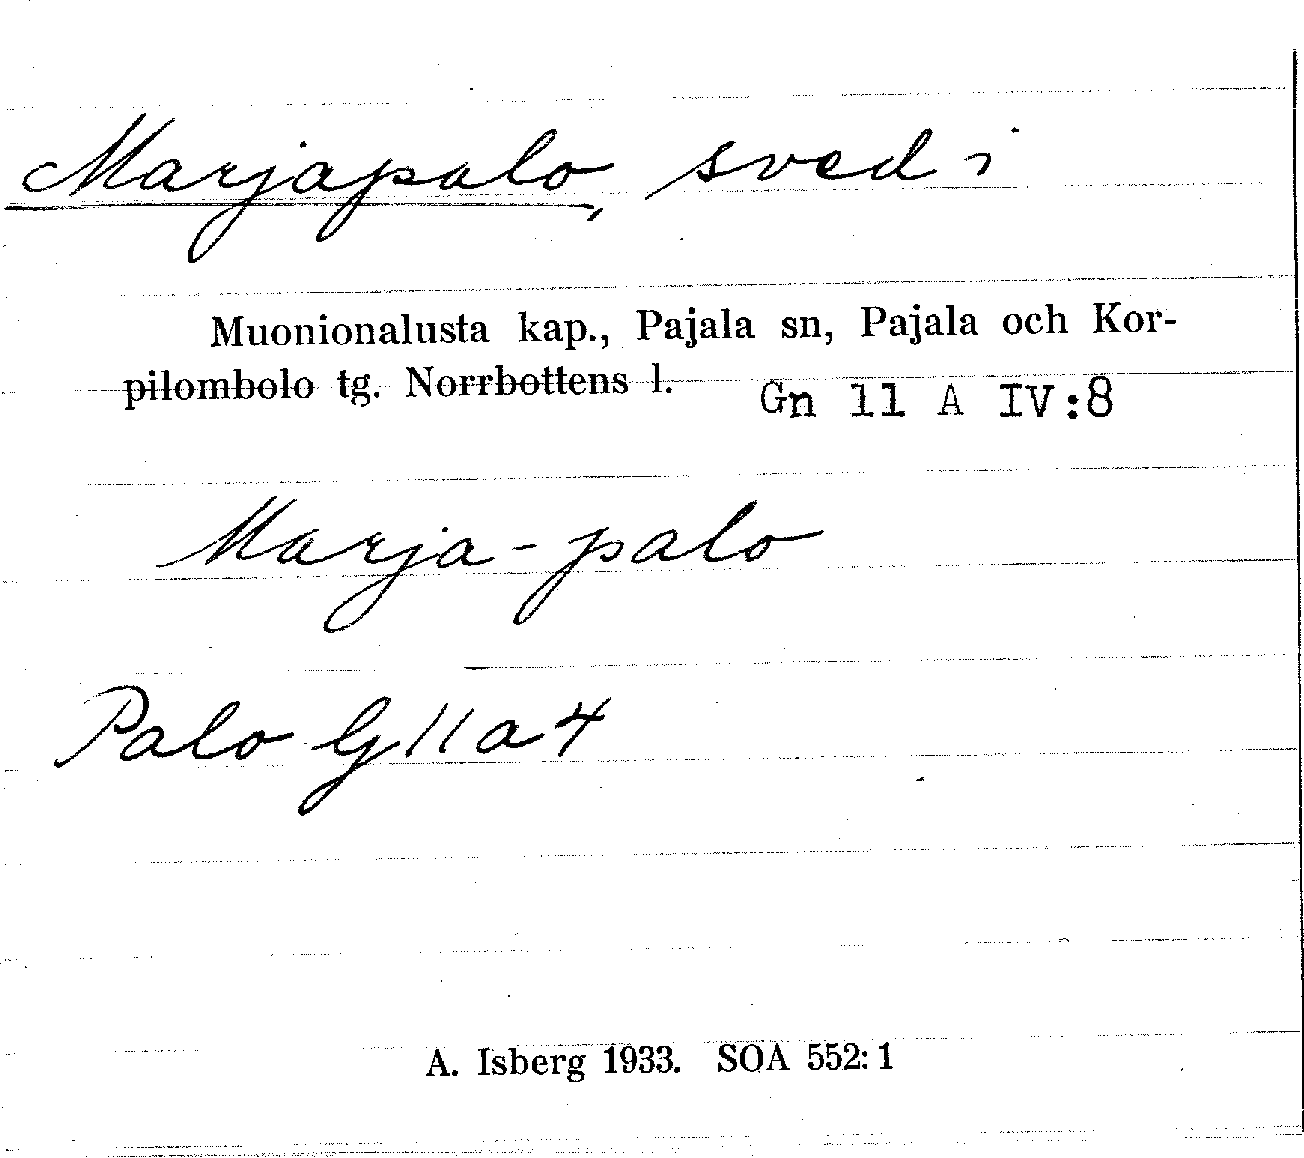 Marjapalo, sved i
Muonionalusta kap., Pajala sn, Pajala och Kor-
pilombolo tg. Norrbottens l. Gn 11 A IV:8
Marja-palo
Palo G 11 a 4
A. Isberg 1933. SOA 552:1